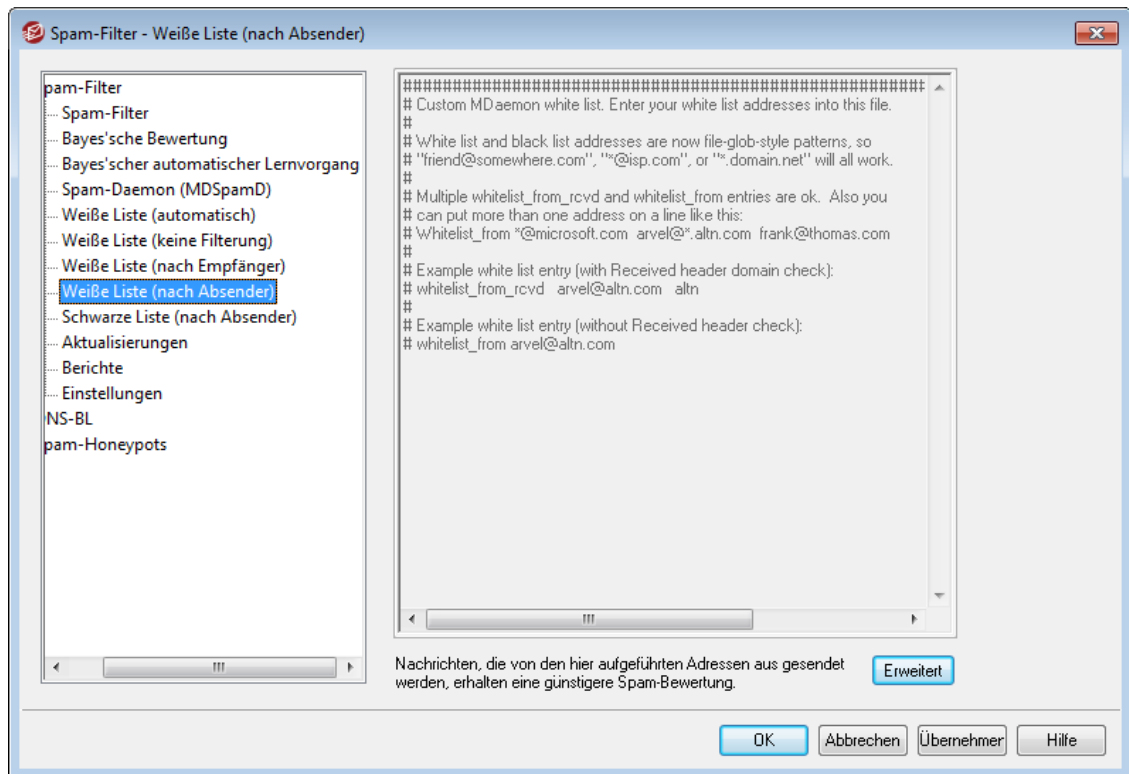 Spam-Filter - Weiße Liste (nach Absender)
pam-Filter
Spam-Filter
Bayes'sche Bewertung
Bayes'scher automatischer Lernvorgang
Spam-Daemon (MDSpamD)
Weiße Liste (automatisch)
Weiße Liste (keine Filterung)
Weiße Liste (nach Empfänger)
Weiße Liste (nach Absender)
Schwarze Liste (nach Absender)
Aktualisierungen
Berichte
Einstellungen
NS-BL
pam-Honeypots
##########################################################
# Custom MDaemon white list. Enter your white list addresses into this file.
#
# White list and black list addresses are now file-glob-style patterns, so
# "friend@somewhere.com", "*@isp.com", or "*.domain.net" will all work.
#
# Multiple whitelist_from_rcvd and whitelist_from entries are ok. Also you
# can put more than one address on a line like this:
# Whitelist_from *@microsoft.com arvel@*.altn.com frank@thomas.com
#
# Example white list entry (with Received header domain check):
# whitelist_from_rcvd arvel@altn.com altn
#
# Example white list entry (without Received header check):
# whitelist_from arvel@altn.com
Nachrichten, die von den hier aufgeführten Adressen aus gesendet
werden, erhalten eine günstigere Spam-Bewertung.
Erweitert
OK
Abbrechen
Übernehmer
Hilfe